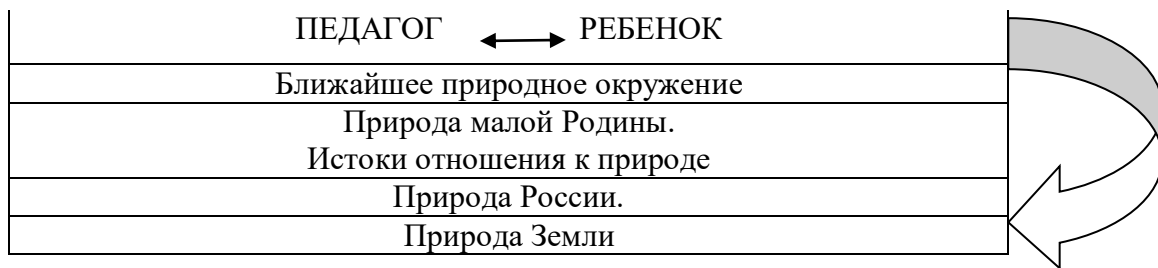 ПЕДАГОГ РЕБЕНОК
Ближайшее природное окружение
Природа малой Родины.
Истоки отношения к природе
Природа России.
Природа Земли